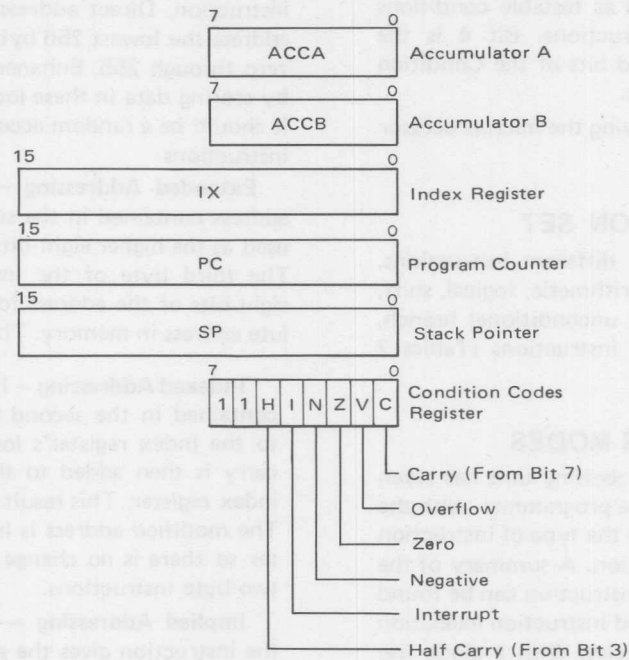 7 0
ACCA Accumulator A
7 0
ACCB Accumulator B
15 0
IX Index Register
15 0
PC Program Counter
15 0
SP Stack Pointer
7 0
1 1 H I N Z V C Condition Codes
Register
Carry (From Bit 7)
Overflow
Zero
Negative
Interrupt
Half Carry (From Bit 3)